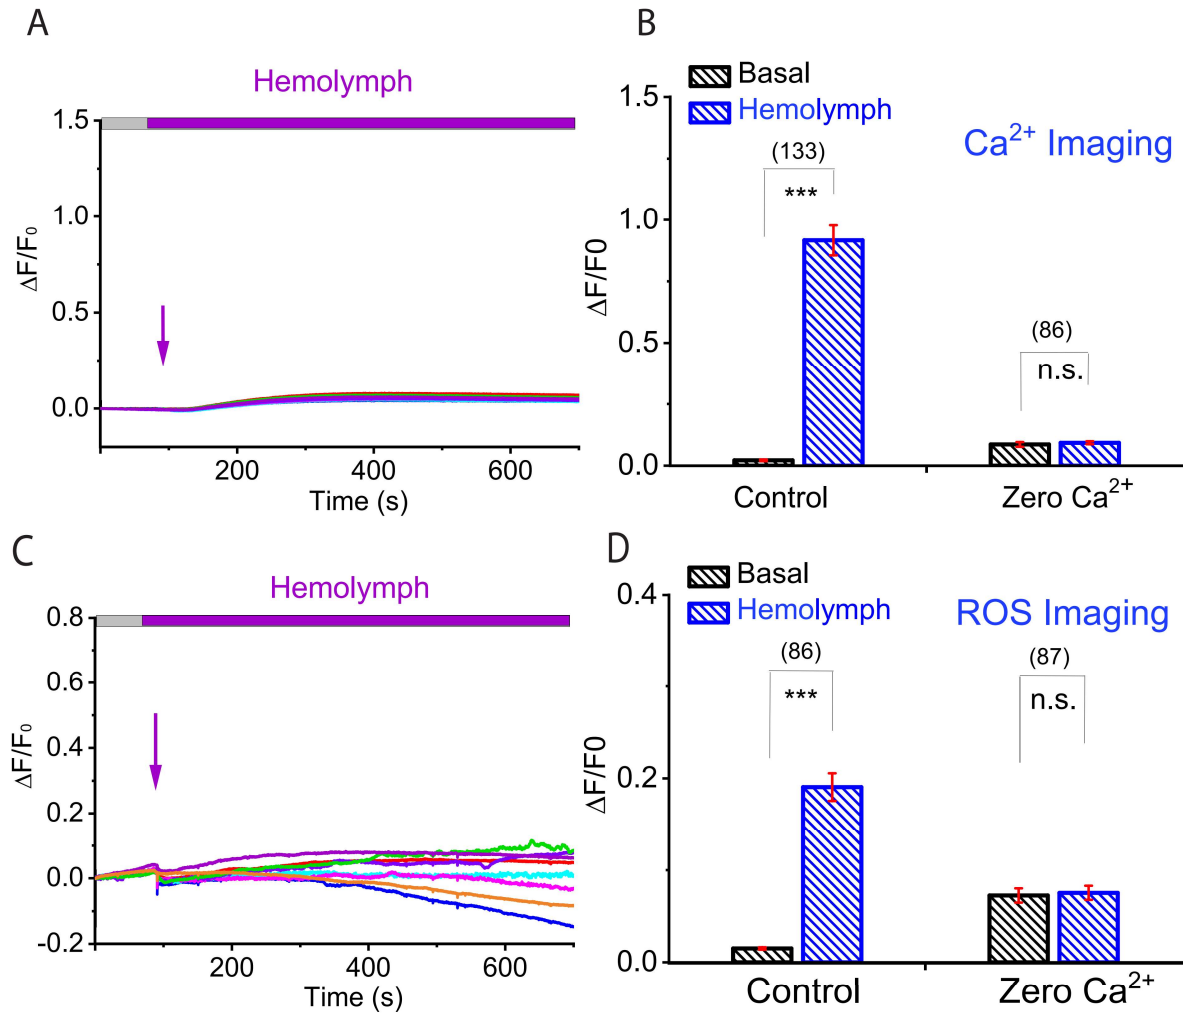 A
Hemolymph
1.5
1.0
0.5
0.0
ΔF/F₀
200
400
600
Time (s)
B
Basal
Hemolymph
Ca²⁺ Imaging
(133)
***
(86)
n.s.
1.5
1.0
0.5
0.0
ΔF/F0
Control
Zero Ca²⁺
C
Hemolymph
0.8
0.6
0.4
0.2
0.0
-0.2
ΔF/F₀
200
400
600
Time (s)
D
Basal
Hemolymph
ROS Imaging
(86)
***
(87)
n.s.
0.4
0.2
0.0
ΔF/F0
Control
Zero Ca²⁺